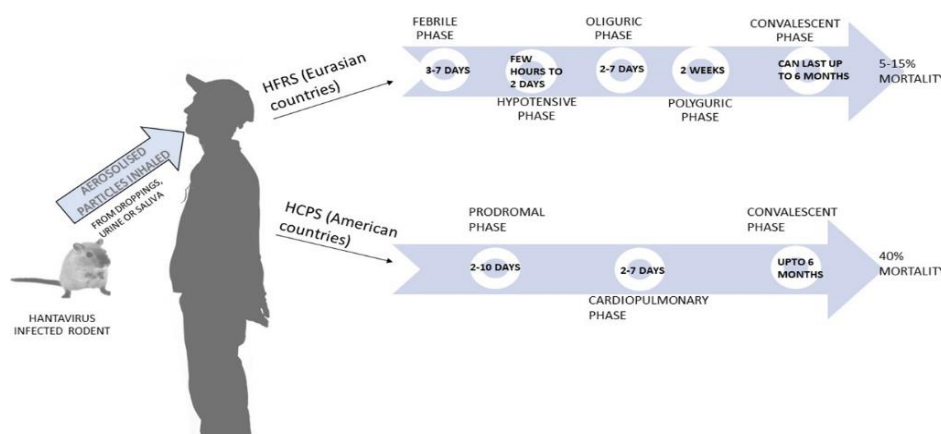 AEROSOLISED
PARTICLES INHALED
FROM DROPPINGS,
URINE OR SALIVA
HANTAVIRUS
INFECTED RODENT
HFRS (Eurasian
countries)
FEBRILE
PHASE
3-7 DAYS
FEW
HOURS TO
2 DAYS
HYPOTENSIVE
PHASE
OLIGURIC
PHASE
2-7 DAYS
2 WEEKS
POLYGURIC
PHASE
CONVALESCENT
PHASE
CAN LAST UP
TO 6 MONTHS
5-15%
MORTALITY
HCPS (American
countries)
PRODROMAL
PHASE
2-10 DAYS
2-7 DAYS
CARDIOPULMONARY
PHASE
CONVALESCENT
PHASE
UPTO 6
MONTHS
40%
MORTALITY